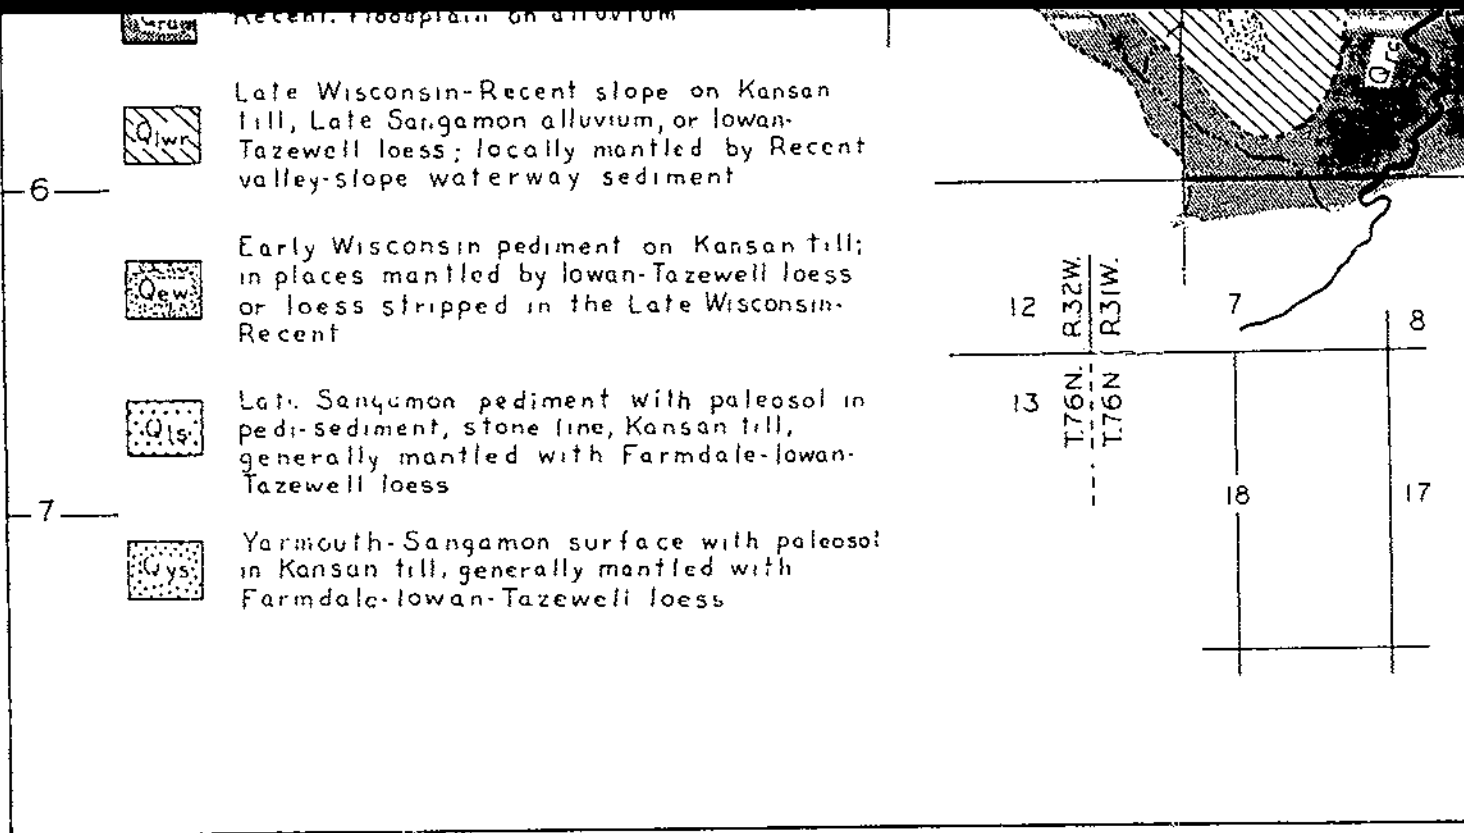 Recent. Floodplain on alluvium
Qlwr
Late Wisconsin-Recent slope on Kansan
till, Late Sangamon alluvium, or Iowan-
Tazewell loess; locally mantled by Recent
valley-slope waterway sediment
6
Qew
Early Wisconsin pediment on Kansan till;
in places mantled by Iowan-Tazewell loess
or loess stripped in the Late Wisconsin-
Recent
Qls
Late Sangamon pediment with paleosol in
pedi-sediment, stone line, Kansan till,
generally mantled with Farmdale-Iowan-
Tazewell loess
7
Qys
Yarmouth-Sangamon surface with paleosol
in Kansan till, generally mantled with
Farmdale-Iowan-Tazewell loess
12
R.32W.
R.31W.
7
8
13
T.76N.
T.76N
18
17